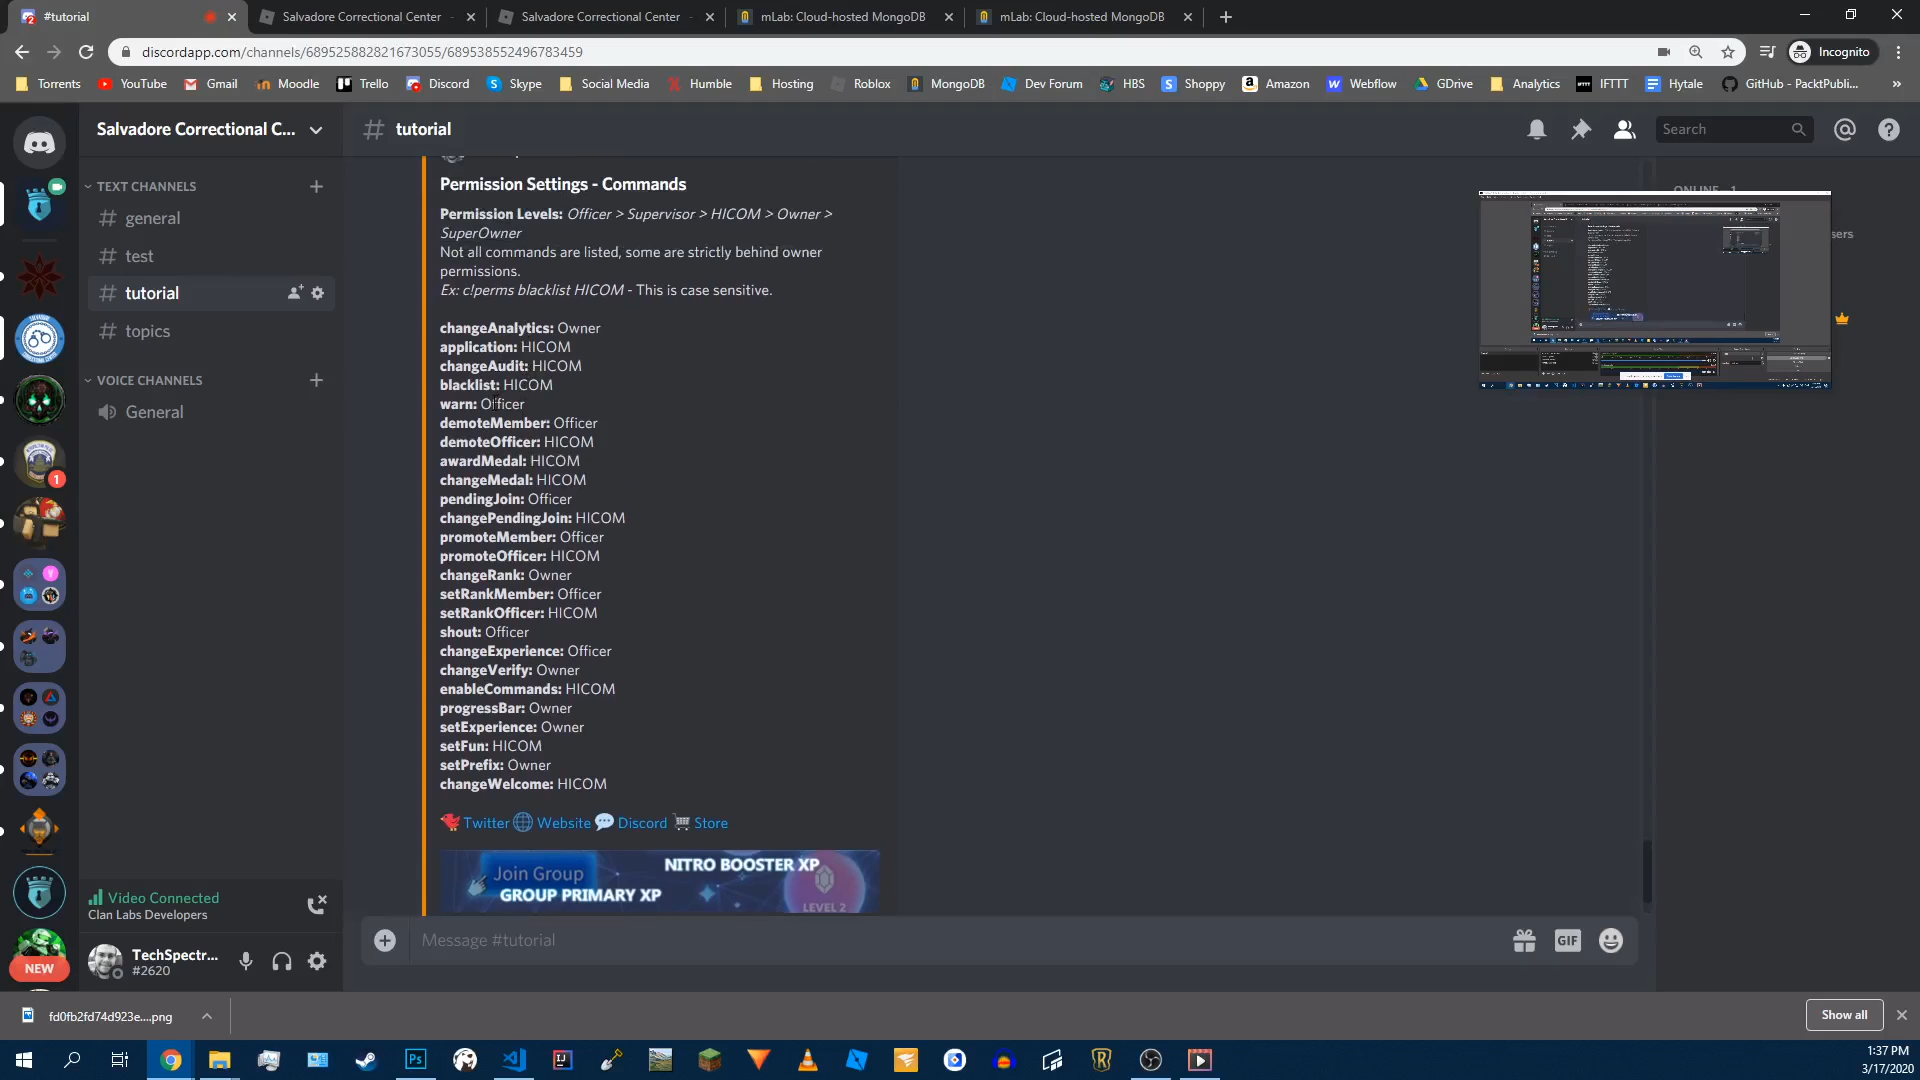 #tutorial
Salvadore Correctional Center -
Salvadore Correctional Center -
mLab: Cloud-hosted MongoDB
mLab: Cloud-hosted MongoDB
discordapp.com/channels/689525882821673055/689538552496783459
Incognito
Torrents YouTube Gmail Moodle Trello Discord Skype Social Media Humble Hosting Roblox MongoDB Dev Forum HBS Shoppy Amazon Webflow GDrive Analytics IFTTT Hytale GitHub - PacktPubli... »
Salvadore Correctional C...
# tutorial
Search
TEXT CHANNELS
# general
# test
# tutorial
# topics
VOICE CHANNELS
General
Permission Settings - Commands
Permission Levels: Officer > Supervisor > HICOM > Owner >
SuperOwner
Not all commands are listed, some are strictly behind owner
permissions.
Ex: c!perms blacklist HICOM - This is case sensitive.
changeAnalytics: Owner
application: HICOM
changeAudit: HICOM
blacklist: HICOM
warn: Officer
demoteMember: Officer
demoteOfficer: HICOM
awardMedal: HICOM
changeMedal: HICOM
pendingJoin: Officer
changePendingJoin: HICOM
promoteMember: Officer
promoteOfficer: HICOM
changeRank: Owner
setRankMember: Officer
setRankOfficer: HICOM
shout: Officer
changeExperience: Officer
changeVerify: Owner
enableCommands: HICOM
progressBar: Owner
setExperience: Owner
setFun: HICOM
setPrefix: Owner
changeWelcome: HICOM
Twitter Website Discord Store
Join Group
NITRO BOOSTER XP
GROUP PRIMARY XP
LEVEL 2
ONLINE - 1
sers
1
NEW
Video Connected
Clan Labs Developers
TechSpectr...
#2620
Message #tutorial
GIF
fd0fb2fd74d923e....png
Show all
1:37 PM
3/17/2020